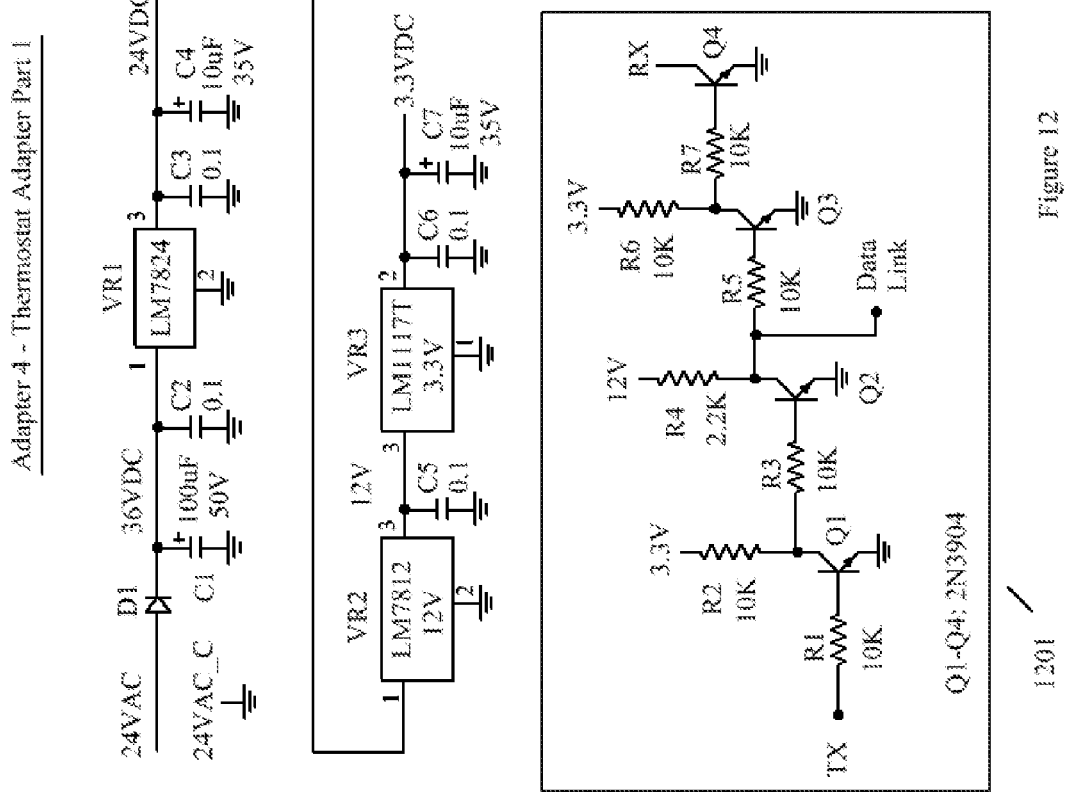 Adapter 4 - Thermostat Adapter Part 1
24VAC
24VAC_C
D1
36VDC
C1
100uF
50V
+
C2
0.1
VR1
LM7824
1
2
3
C3
0.1
C4
10uF
35V
+
24VDC
VR2
LM7812
12V
1
2
3
12V
C5
0.1
VR3
LM1117T
3.3V
3
1
2
C6
0.1
C7
10uF
35V
+
3.3VDC
TX
R1
10K
3.3V
R2
10K
Q1
R3
10K
12V
R4
2.2K
Q2
Data
Link
R5
10K
3.3V
R6
10K
Q3
R7
10K
RX
Q4
Q1-Q4: 2N3904
1201
Figure 12